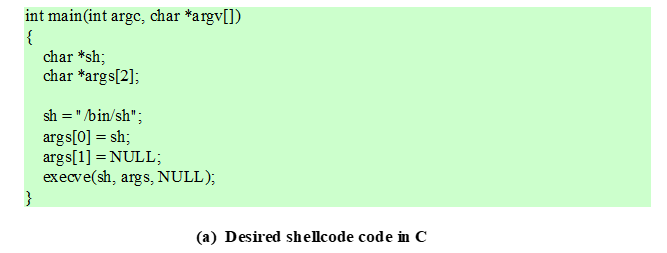 int main(int argc, char *argv[])
{
char *sh;
char *args[2];
sh = "/bin/sh";
args[0] = sh;
args[1] = NULL;
execve(sh, args, NULL);
}
(a) Desired shellcode code in C